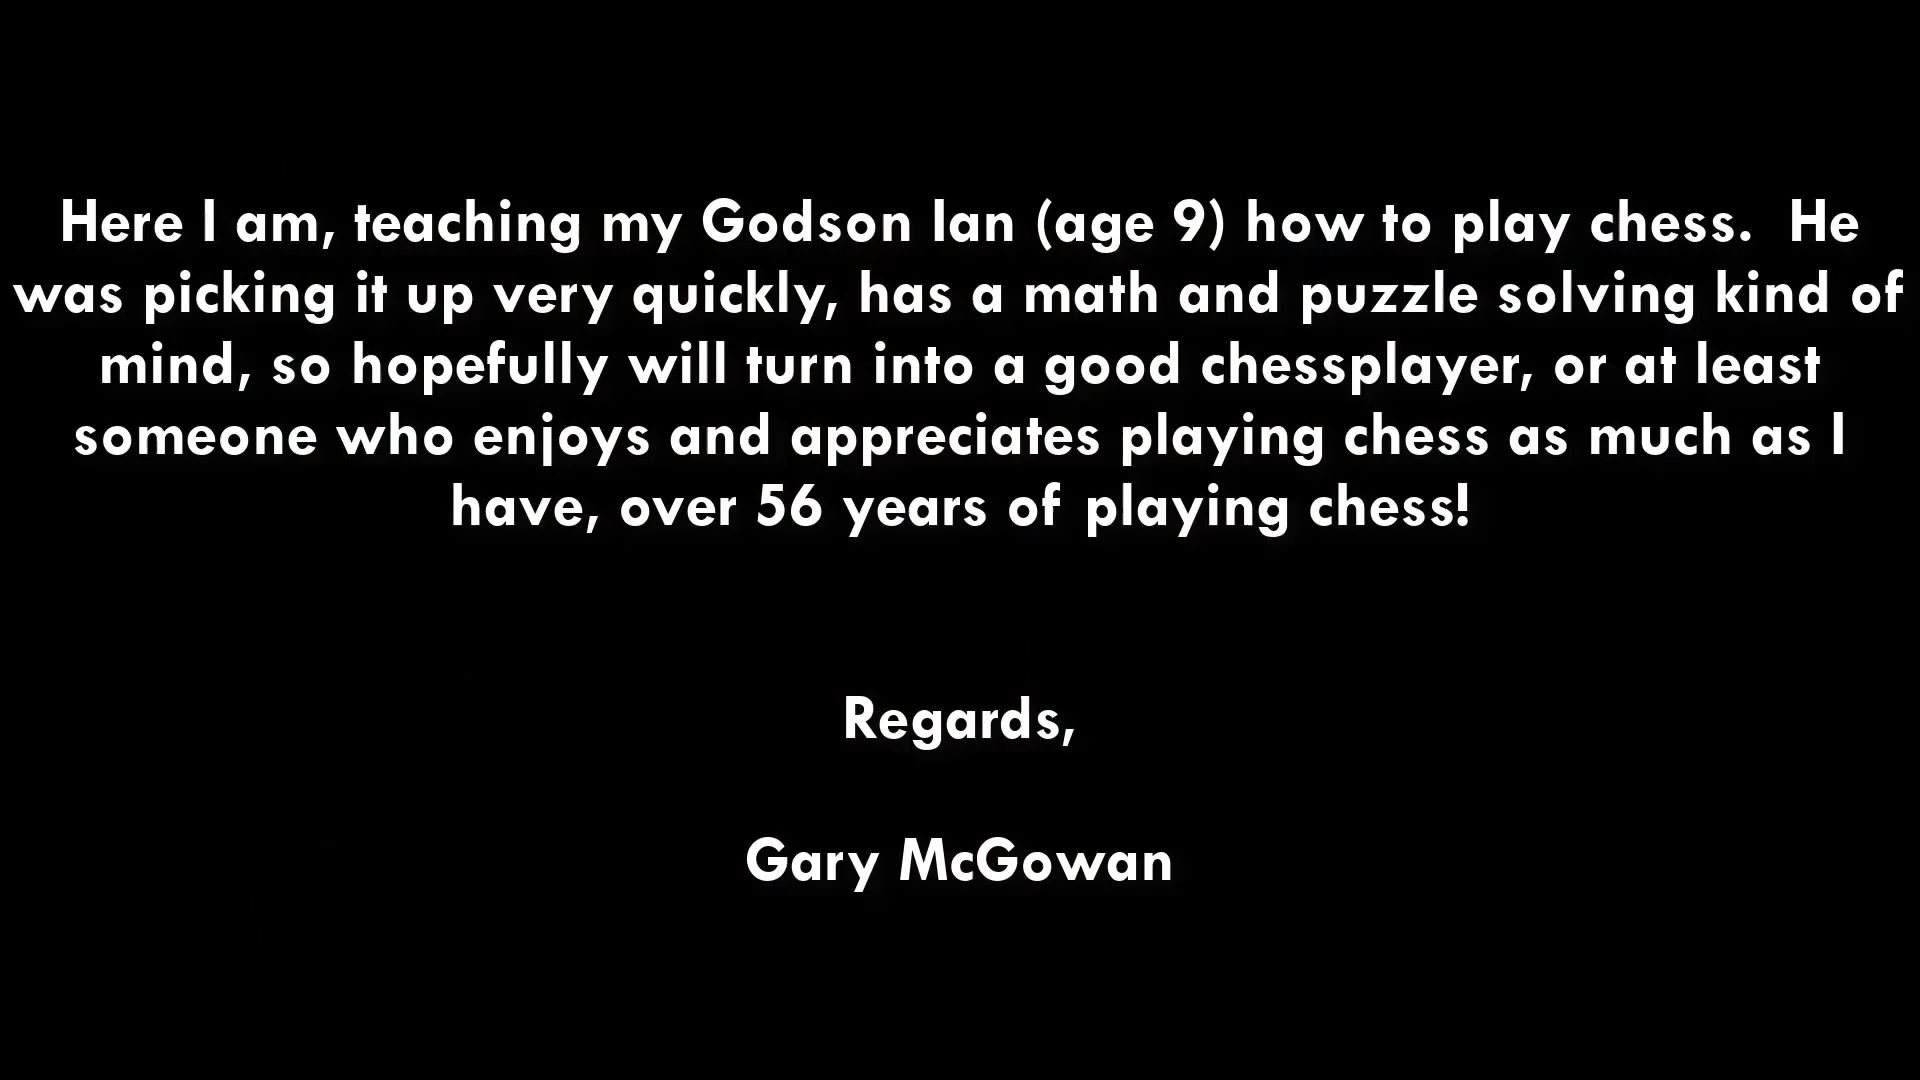 Here I am, teaching my Godson Ian (age 9) how to play chess.  He
was picking it up very quickly, has a math and puzzle solving kind of
mind, so hopefully will turn into a good chessplayer, or at least
someone who enjoys and appreciates playing chess as much as I
have, over 56 years of playing chess!
Regards,
Gary McGowan